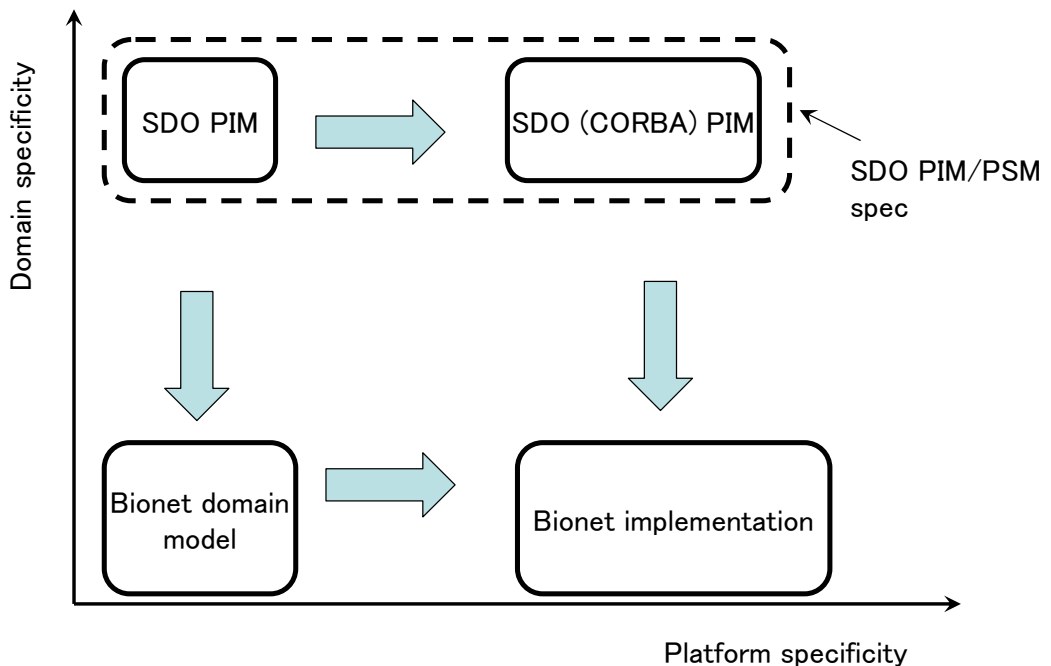 Domain specificity
SDO PIM
SDO (CORBA) PIM
SDO PIM/PSM
spec
Bionet domain
model
Bionet implementation
Platform specificity